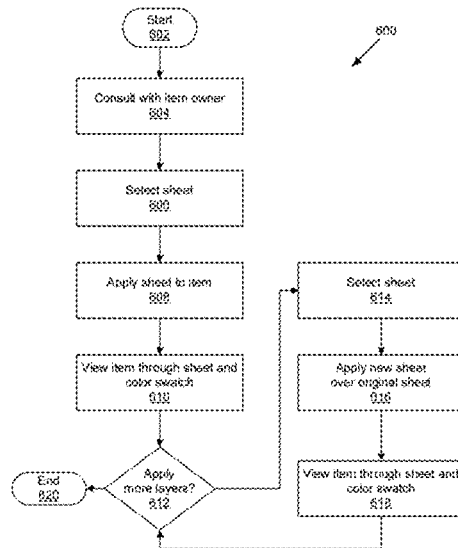 Start
602
600
Consult with item owner
604
Select sheet
606
Apply sheet to item
608
View item through sheet and
color swatch
610
Apply
more layers?
612
End
620
Select sheet
614
Apply new sheet
over original sheet
616
View item through sheet and
color swatch
618